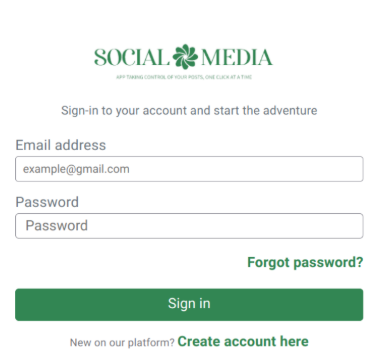 SOCIAL MEDIA
APP TAKING CONTROL OF YOUR POSTS, ONE CLICK AT A TIME
Sign-in to your account and start the adventure
Email address
example@gmail.com
Password
Password
Forgot password?
Sign in
New on our platform? Create account here